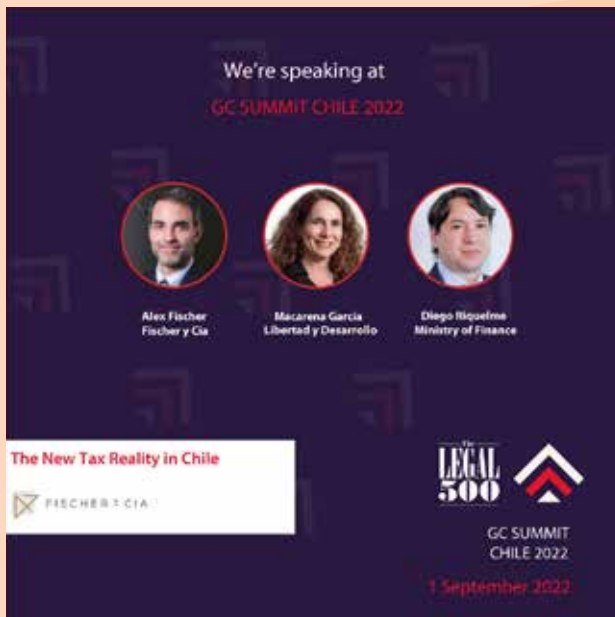 We're speaking at
GC SUMMIT CHILE 2022
Alex Fischer
Fischer y Cia
Macarena García
Libertad y Desarrollo
Diego Riquelme
Ministry of Finance
The New Tax Reality in Chile
FISCHER Y CIA
The
LEGAL
500
GC SUMMIT
CHILE 2022
1 September 2022